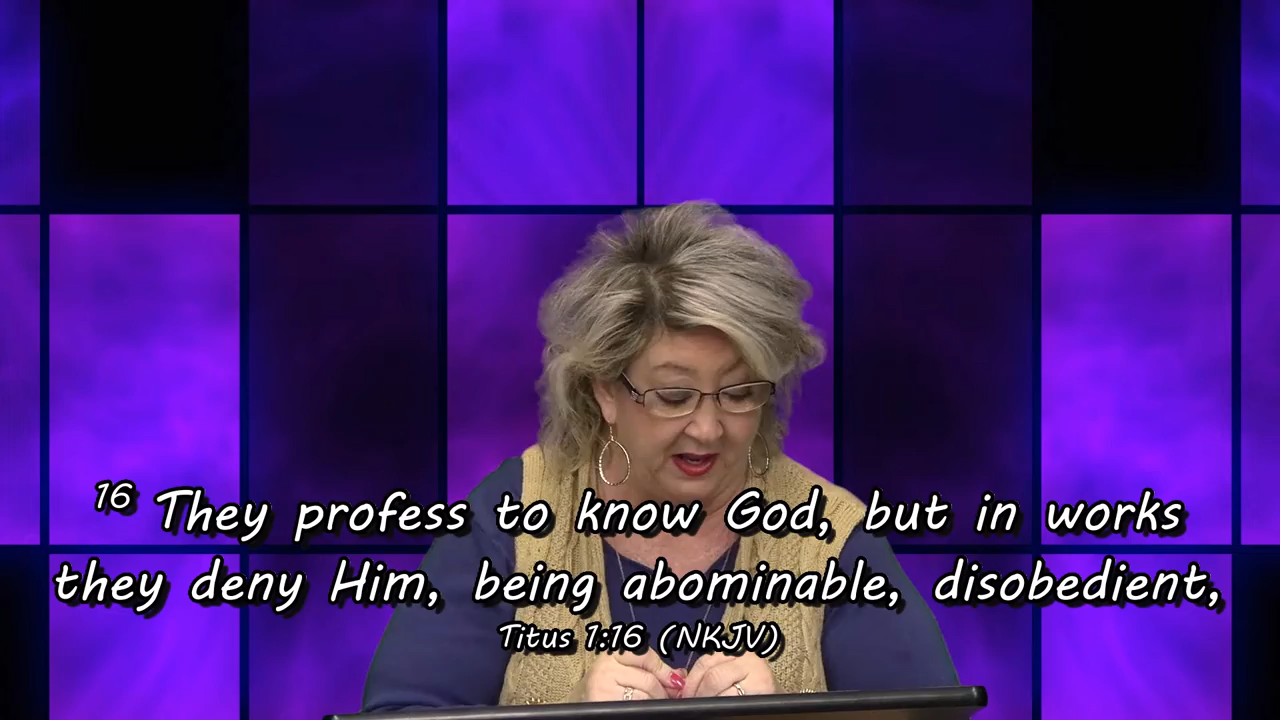 16 They profess to know God, but in works
they deny Him, being abominable, disobedient,
Titus 1:16 (NKJV)